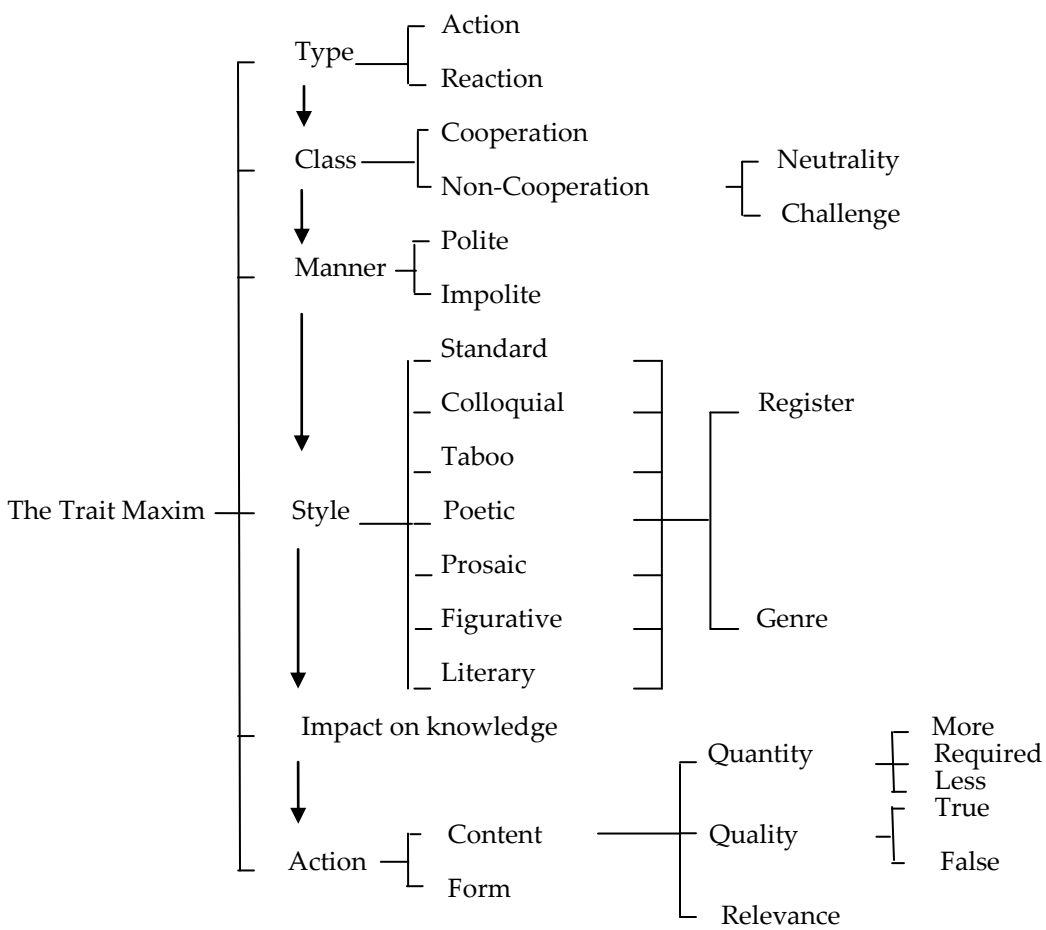 Action
Type
Reaction
Cooperation
Class
Neutrality
Non-Cooperation
Challenge
Polite
Manner
Impolite
Standard
Colloquial
Register
Taboo
The Trait Maxim
Style
Poetic
Prosaic
Figurative
Genre
Literary
Impact on knowledge
More
Quantity
Required
Less
True
Content
Quality
Action
False
Form
Relevance